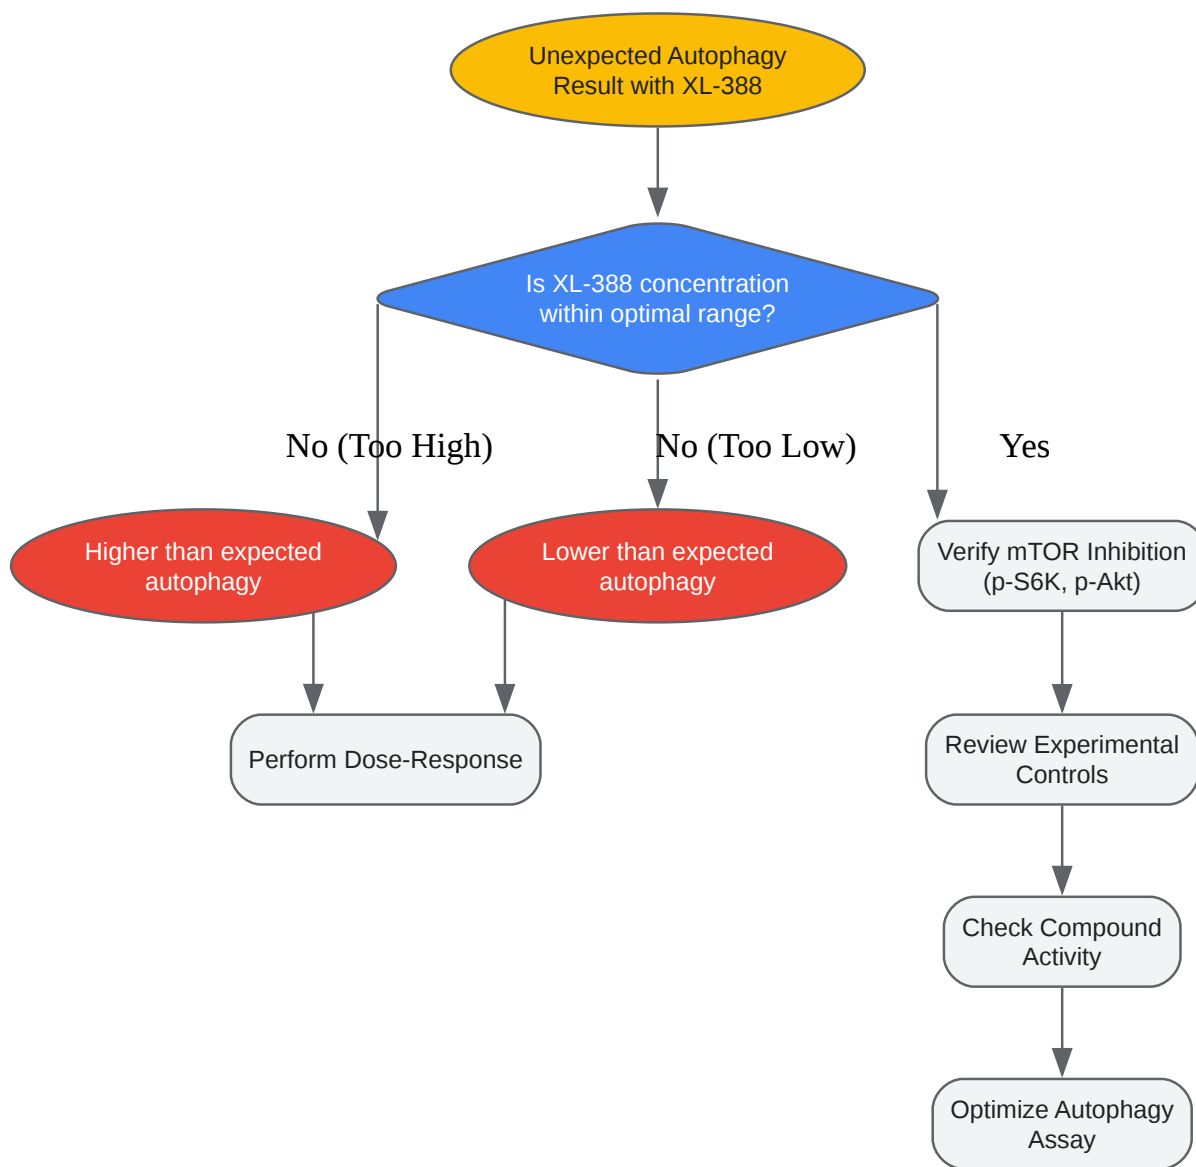 Unexpected Autophagy
Result with XL-388
Is XL-388 concentration
within optimal range?
No (Too High)
No (Too Low)
Yes
Higher than expected
autophagy
Lower than expected
autophagy
Verify mTOR Inhibition
(p-S6K, p-Akt)
Perform Dose-Response
Review Experimental
Controls
Check Compound
Activity
Optimize Autophagy
Assay